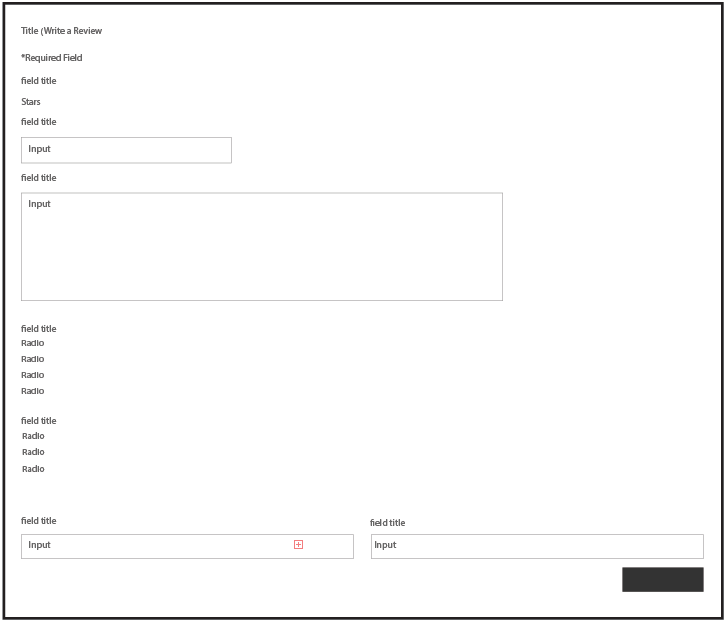 Title (Write a Review
*Required Field
field title
Stars
field title
Input
field title
Input
field title
Radio
Radio
Radio
Radio
field title
Radio
Radio
Radio
field title
field title
Input
Input